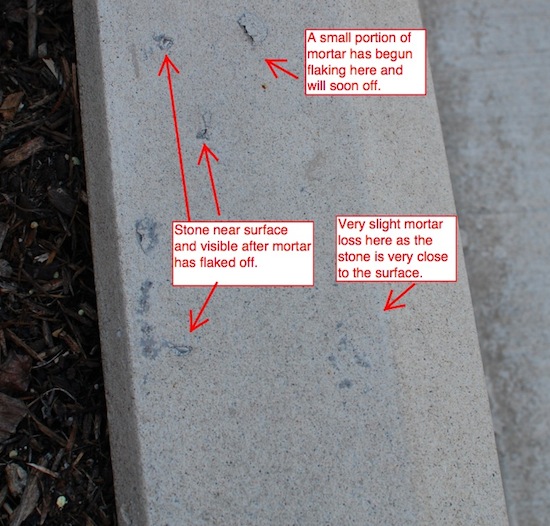 A small portion of
mortar has begun
flaking here and
will soon off.
Stone near surface
and visible after mortar
has flaked off.
Very slight mortar
loss here as the
stone is very close
to the surface.